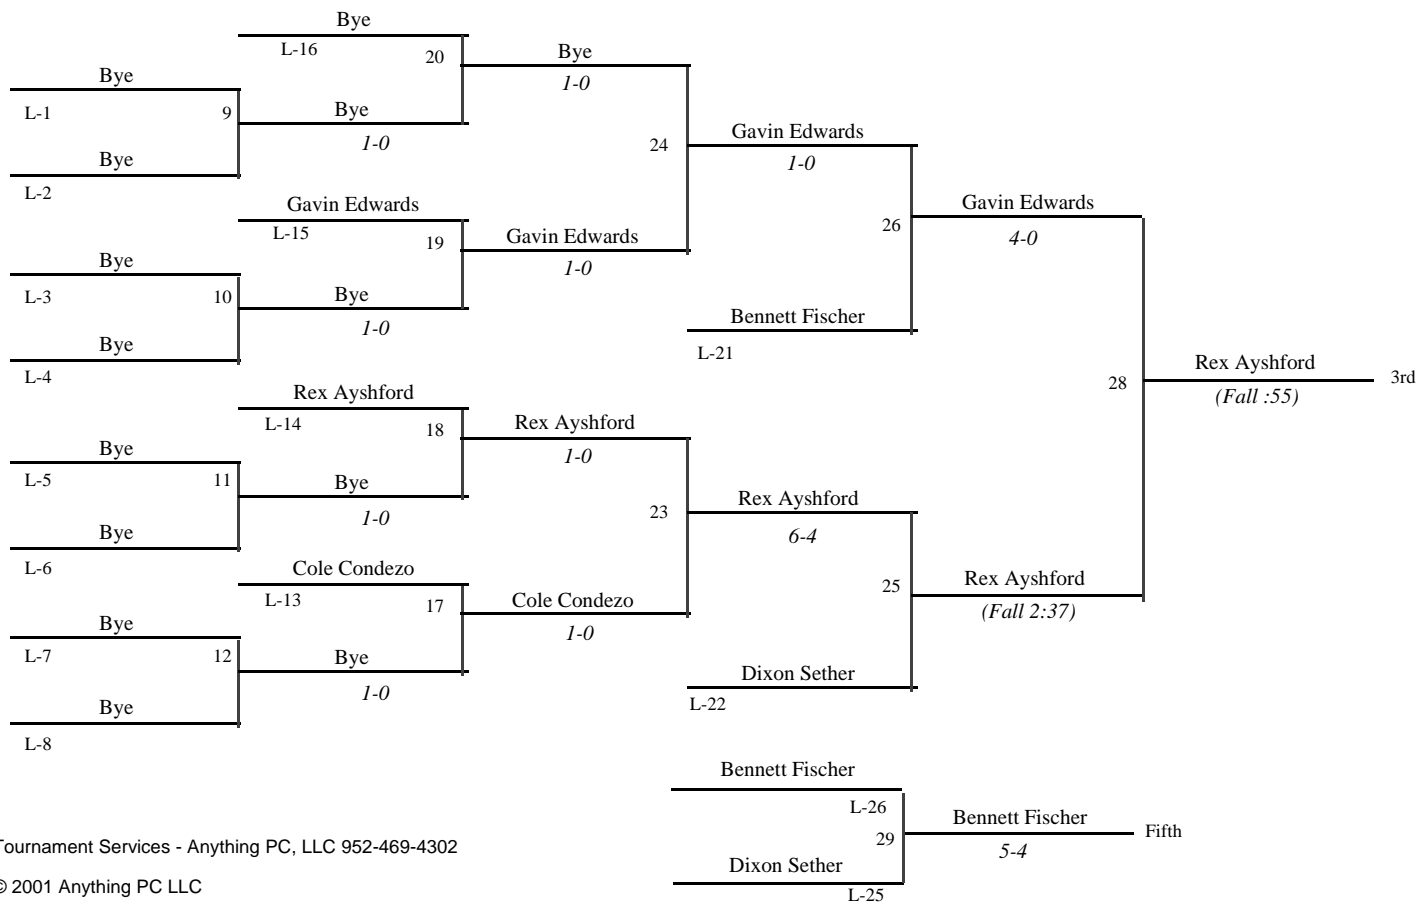 Bye
L-16
20
Bye
1-0
Bye
L-1
9
Bye
1-0
Bye
L-2
24
Gavin Edwards
1-0
Gavin Edwards
L-15
19
Gavin Edwards
1-0
Bye
L-3
10
Bye
1-0
Bye
L-4
26
Gavin Edwards
4-0
Bennett Fischer
L-21
28
Rex Ayshford
(Fall :55)
3rd
Rex Ayshford
L-14
18
Rex Ayshford
1-0
Bye
L-5
11
Bye
1-0
Bye
L-6
23
Rex Ayshford
6-4
Cole Condezo
L-13
17
Cole Condezo
1-0
Bye
L-7
12
Bye
1-0
Bye
L-8
25
Rex Ayshford
(Fall 2:37)
Dixon Sether
L-22
Bennett Fischer
L-26
29
Bennett Fischer
5-4
Fifth
Dixon Sether
L-25
Tournament Services - Anything PC, LLC 952-469-4302
© 2001 Anything PC LLC